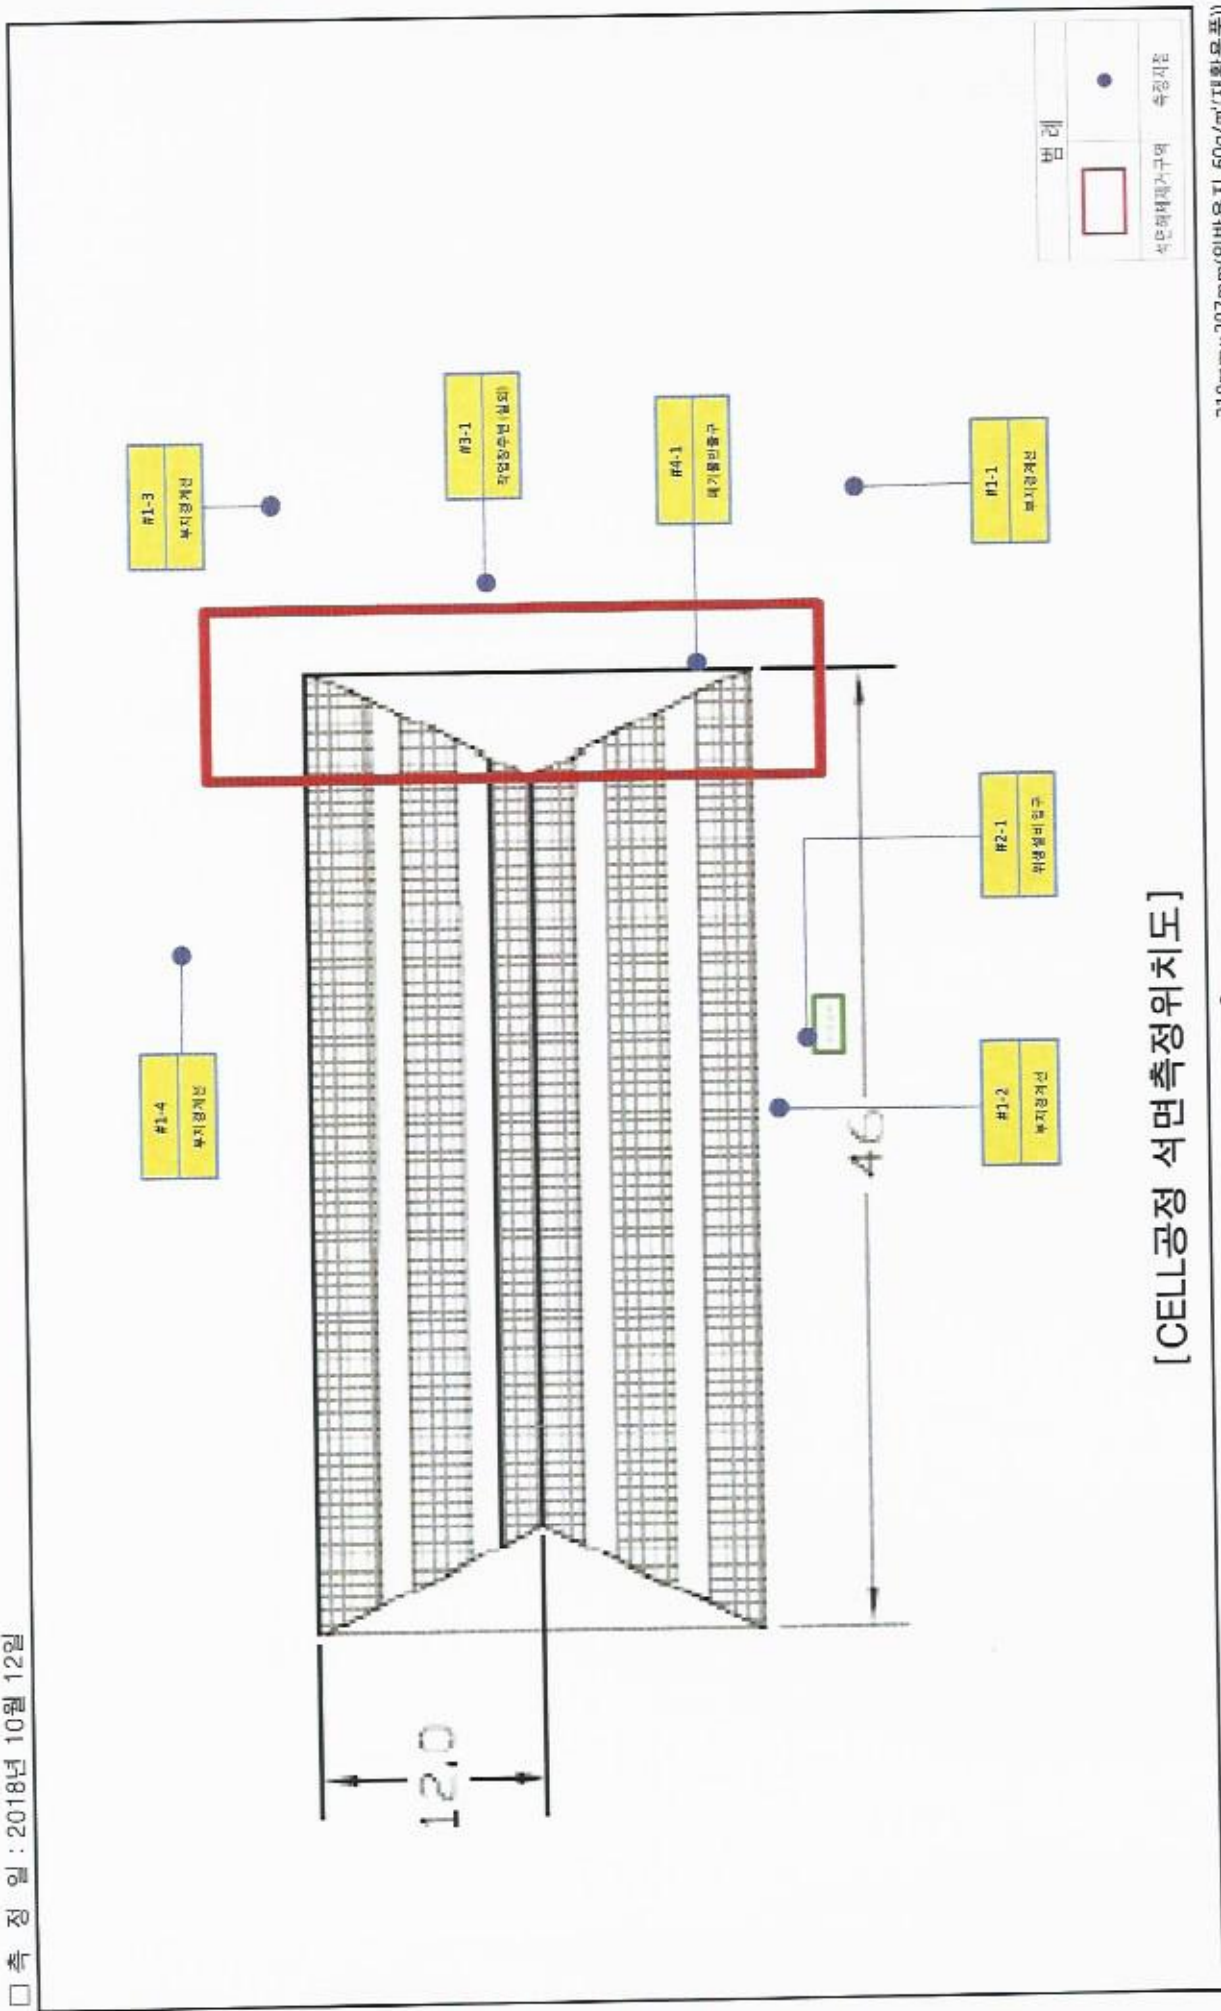 □ 측 정 일 : 2018년 10월 12일
#1-4
부지경계선
#1-3
부지경계선
#3-1
작업장주변(실외)
#4-1
폐기물반출구
#1-1
부지경계선
#2-1
위생설비입구
#1-2
부지경계선
12.0
46
[CELL공정 석면측정위치도]
범 례
석면해체제거구역
측정지점